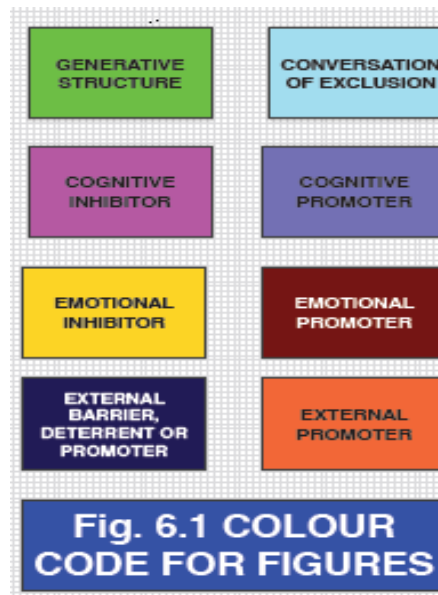 GENERATIVE
STRUCTURE
CONVERSATION
OF EXCLUSION
COGNITIVE
INHIBITOR
COGNITIVE
PROMOTER
EMOTIONAL
INHIBITOR
EMOTIONAL
PROMOTER
EXTERNAL
BARRIER,
DETERRENT OR
PROMOTER
EXTERNAL
PROMOTER
Fig. 6.1 COLOUR
CODE FOR FIGURES